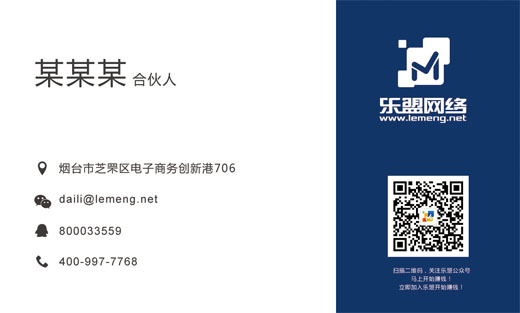 某某某 合伙人
烟台市芝罘区电子商务创新港706
daili@lemeng.net
800033559
400-997-7768
乐盟网络
www.lemeng.net
扫描二维码，关注乐盟公众号
马上开始赚钱！
立即加入乐盟开始赚钱！